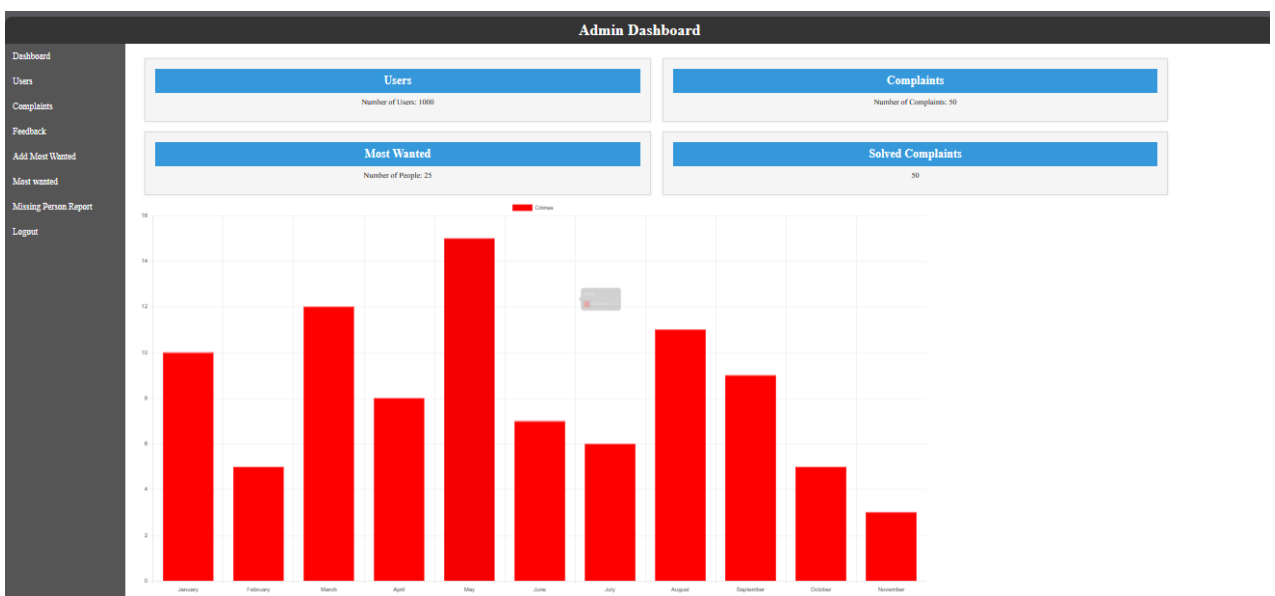 Admin Dashboard
Dashboard
Users
Complaints
Feedback
Add Most Wanted
Most wanted
Missing Person Report
Logout
Users
Number of Users: 1000
Complaints
Number of Complaints: 50
Most Wanted
Number of People: 25
Solved Complaints
50
Crimes
16
14
12
10
8
6
4
2
0
January February March April May June July August September October November